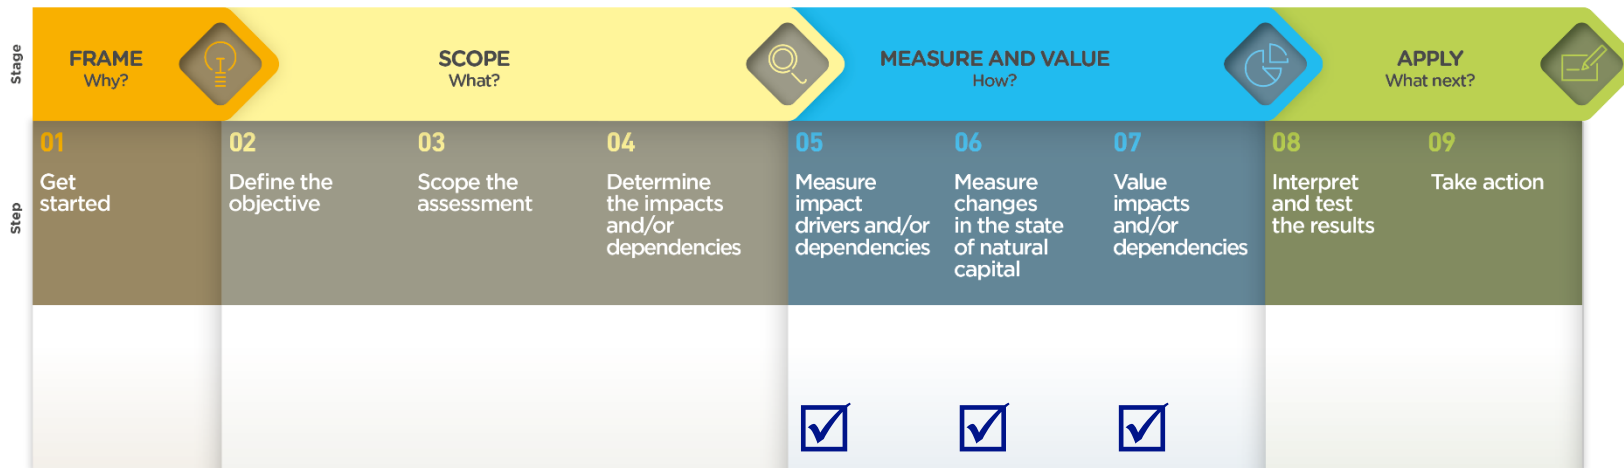 Stage
FRAME
Why?
SCOPE
What?
MEASURE AND VALUE
How?
APPLY
What next?
Step
01
Get
started
02
Define the
objective
03
Scope the
assessment
04
Determine
the impacts
and/or
dependencies
05
Measure
impact
drivers and/or
dependencies
06
Measure
changes
in the state
of natural
capital
07
Value
impacts
and/or
dependencies
08
Interpret
and test
the results
09
Take action